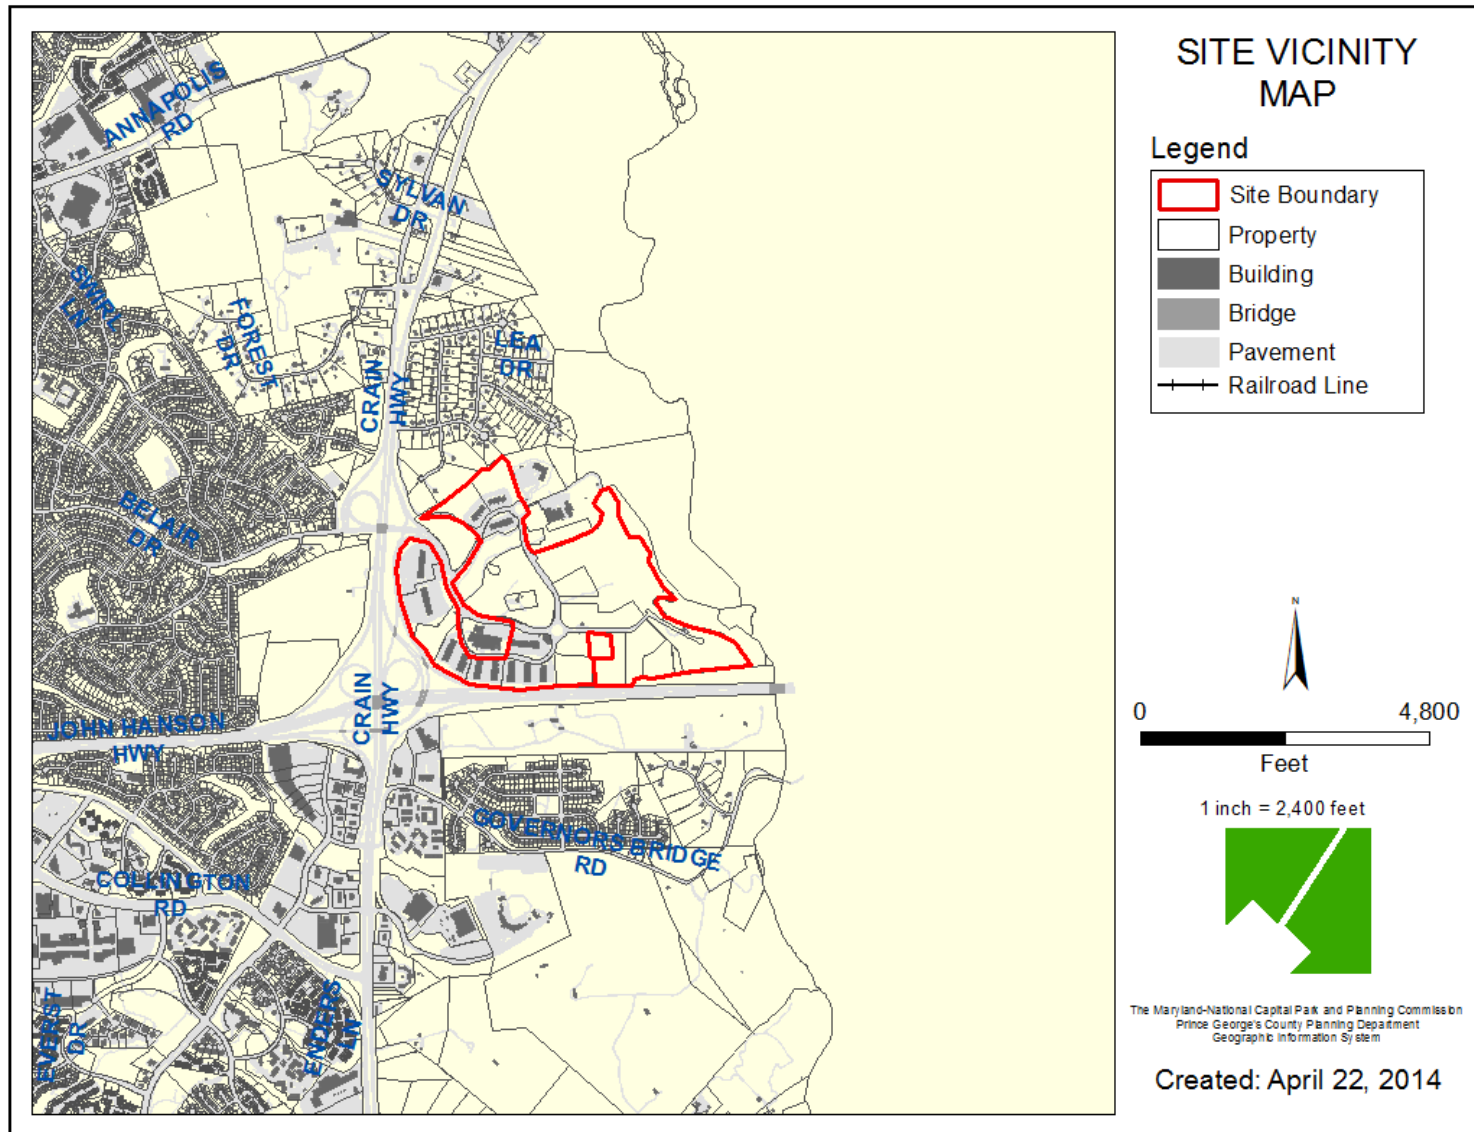 SITE VICINITY
MAP
Legend
Site Boundary
Property
Building
Bridge
Pavement
Railroad Line
ANNAPOLIS
RD
SYLVAN
DR
SWIRL
LN
FOREST
DR
LEA
DR
CRAIN
HWY
BELAIR
DR
CRAIN
HWY
JOHN HANSON
HWY
GOVERNORS BRIDGE
RD
COLLINGTON
RD
EVERST
DR
ENDERS
LN
N
0 4,800
Feet
1 inch = 2,400 feet
The Maryland-National Capital Park and Planning Commission
Prince George's County Planning Department
Geographic Information System
Created: April 22, 2014